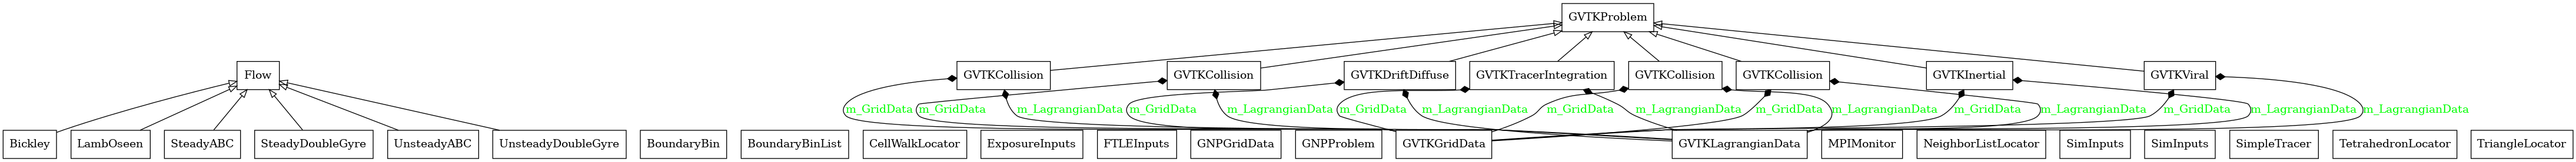 GVTKProblem
Flow
GVTKCollision
GVTKCollision
GVTKDriftDiffuse
GVTKTracerIntegration
GVTKCollision
GVTKCollision
GVTKInertial
GVTKViral
m_GridData
m_GridData
m_LagrangianData
m_GridData
m_LagrangianData
m_GridData
m_LagrangianData
m_GridData
m_LagrangianData
m_GridData
m_LagrangianData
m_GridData
m_LagrangianData
m_GridData
m_LagrangianData
m_LagrangianData
Bickley
LambOseen
SteadyABC
SteadyDoubleGyre
UnsteadyABC
UnsteadyDoubleGyre
BoundaryBin
BoundaryBinList
CellWalkLocator
ExposureInputs
FTLEInputs
GNPGridData
GNPProblem
GVTKGridData
GVTKLagrangianData
MPIMonitor
NeighborListLocator
SimInputs
SimInputs
SimpleTracer
TetrahedronLocator
TriangleLocator